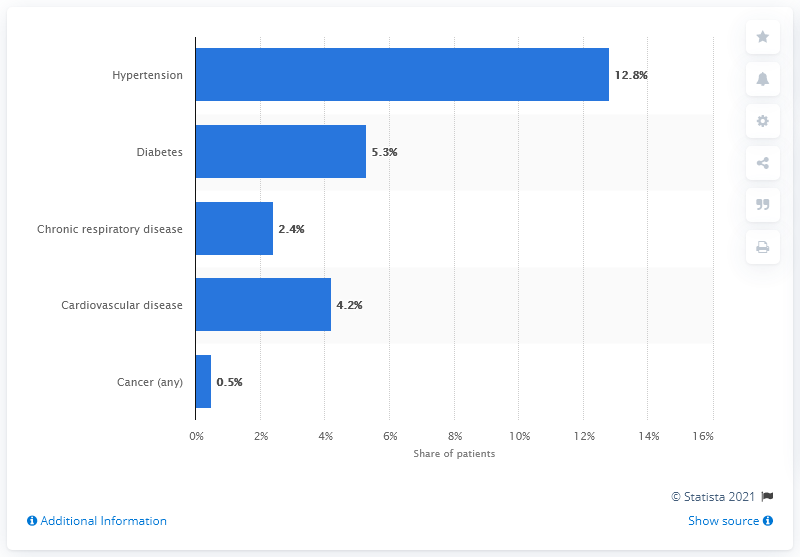 Hypertension 12.8%
Diabetes 5.3%
Chronic respiratory disease 2.4%
Cardiovascular disease 4.2%
Cancer (any) 0.5%
0% 2% 4% 6% 8% 10% 12% 14% 16%
Share of patients
© Statista 2021
Additional Information Show source